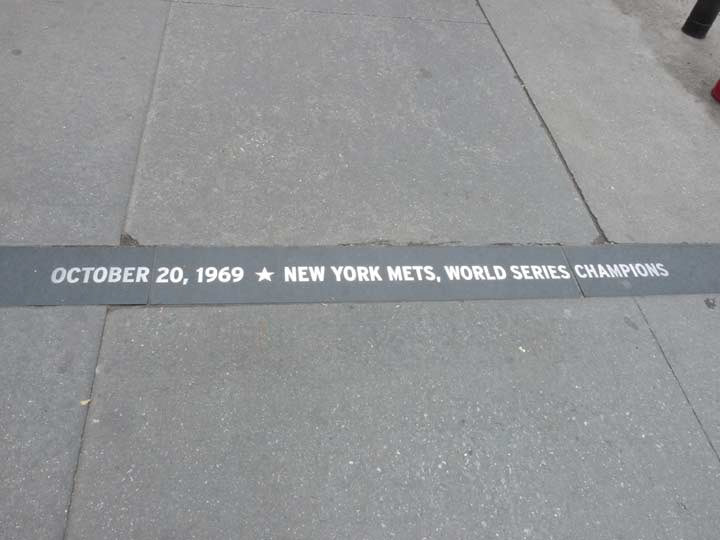 OCTOBER 20, 1969 ★ NEW YORK METS, WORLD SERIES CHAMPIONS